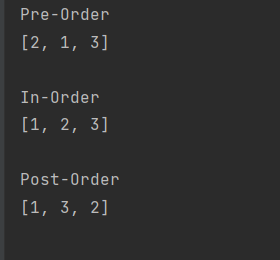 Pre-Order
[2, 1, 3]
In-Order
[1, 2, 3]
Post-Order
[1, 3, 2]